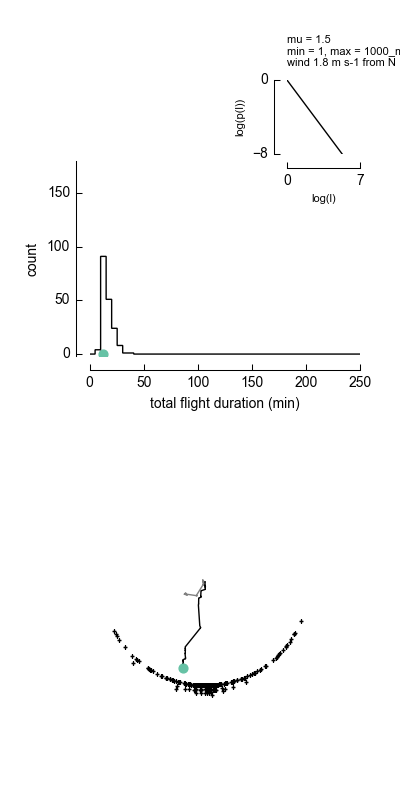 mu = 1.5
min = 1, max = 1000_m
wind 1.8 m s-1 from N
0
log(p(l))
−8
0 7
log(l)
150
100
count
50
0
0 50 100 150 200 250
total flight duration (min)